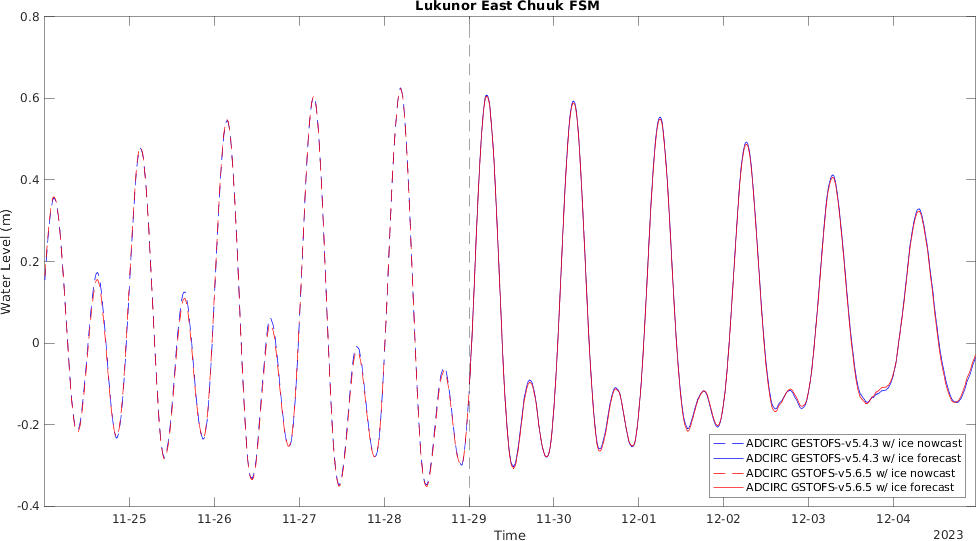 Lukunor East Chuuk FSM
0.8
0.6
0.4
0.2
0
-0.2
-0.4
Water Level (m)
ADCIRC GESTOFS-v5.4.3 w/ ice nowcast
ADCIRC GESTOFS-v5.4.3 w/ ice forecast
ADCIRC GSTOFS-v5.6.5 w/ ice nowcast
ADCIRC GSTOFS-v5.6.5 w/ ice forecast
11-25 11-26 11-27 11-28 11-29 11-30 12-01 12-02 12-03 12-04
Time
2023